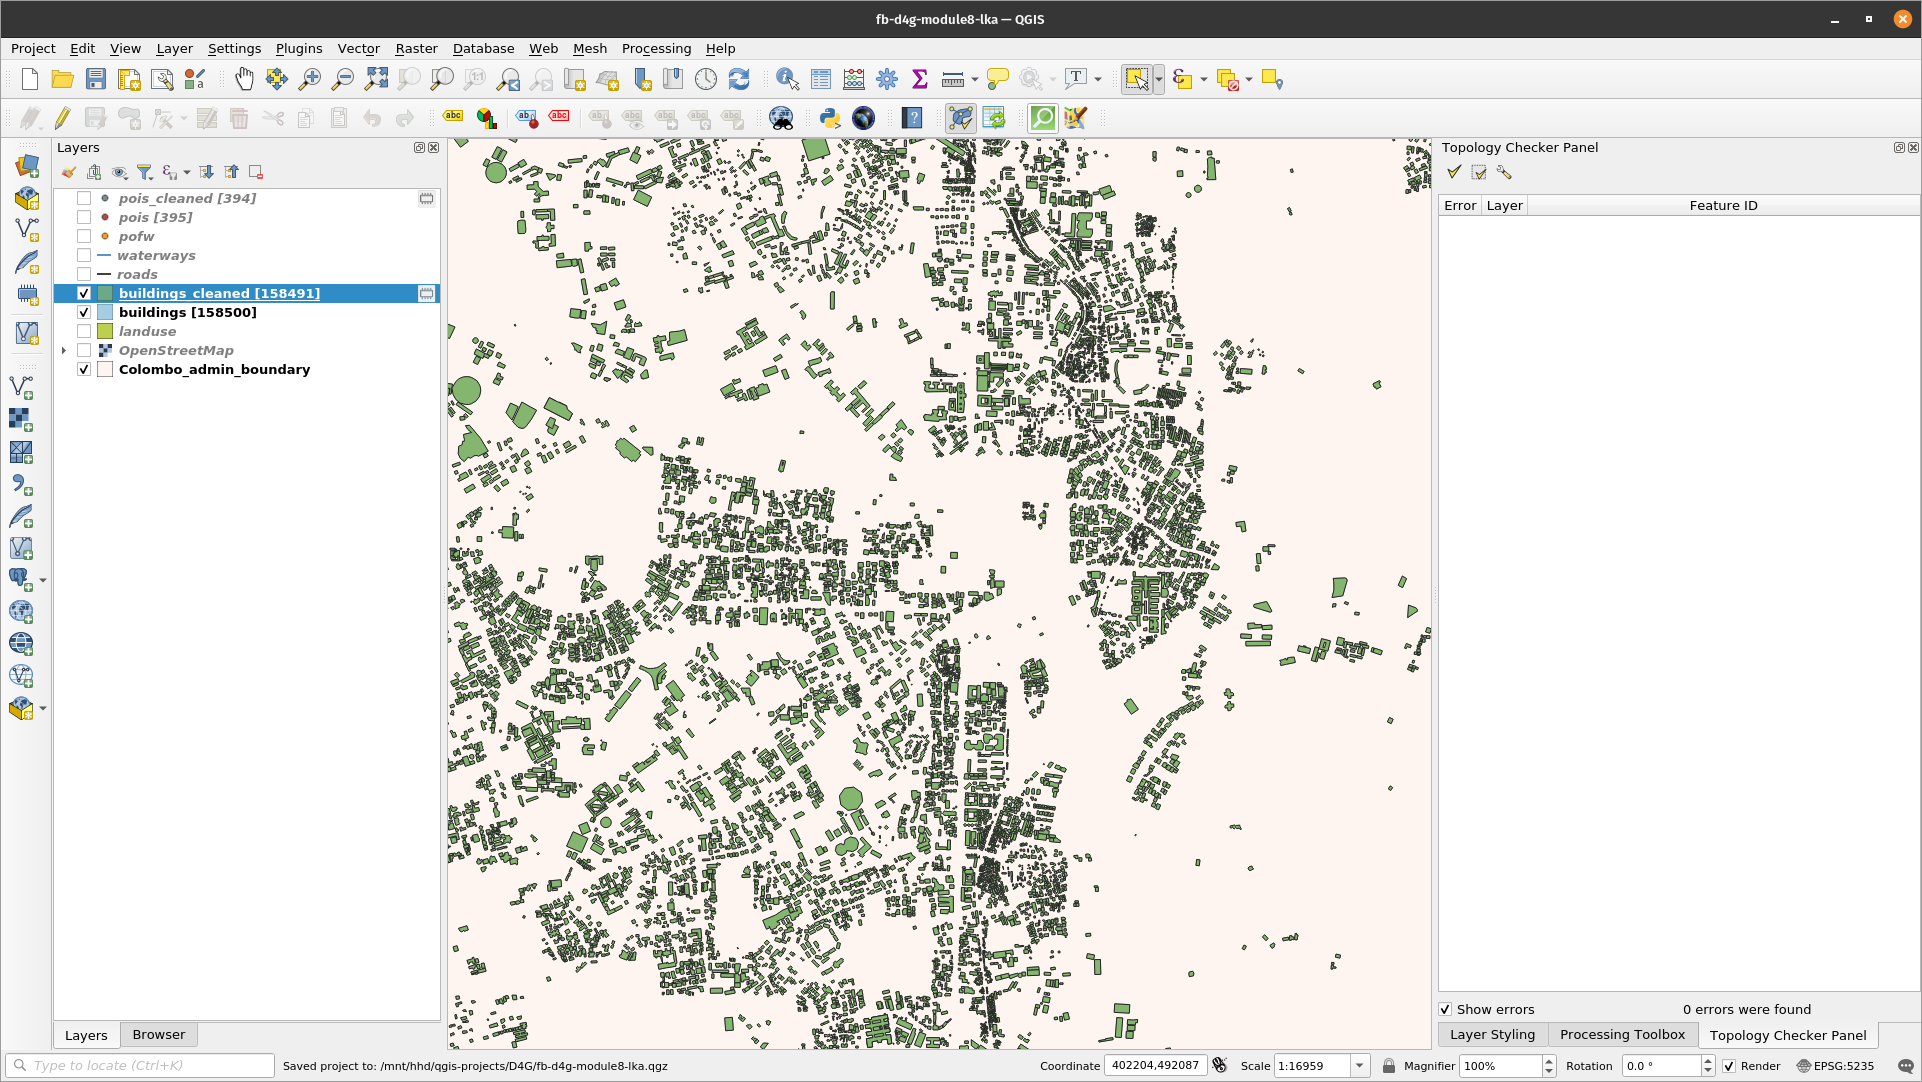 fb-d4g-module8-lka — QGIS
Project Edit View Layer Settings Plugins Vector Raster Database Web Mesh Processing Help
Layers
Topology Checker Panel
pois_cleaned [394]
pois [395]
pofw
waterways
roads
buildings_cleaned [158491]
buildings [158500]
landuse
OpenStreetMap
Colombo_admin_boundary
Error Layer Feature ID
Show errors 0 errors were found
Layers Browser
Layer Styling Processing Toolbox Topology Checker Panel
Type to locate (Ctrl+K) Saved project to: /mnt/hhd/qgis-projects/D4G/fb-d4g-module8-lka.qgz Coordinate 402204,492087 Scale 1:16959 Magnifier 100% Rotation 0.0 ° Render EPSG:5235